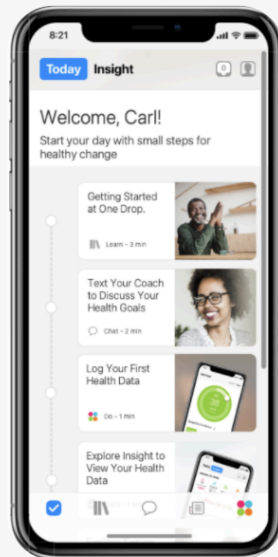 8:21
Today Insight
0
Welcome, Carl!
Start your day with small steps for
healthy change
Getting Started
at One Drop.
Learn - 3 min
Text Your Coach
to Discuss Your
Health Goals
Chat - 2 min
Log Your First
Health Data
Do - 1 min
Explore Insight to
View Your Health
Data